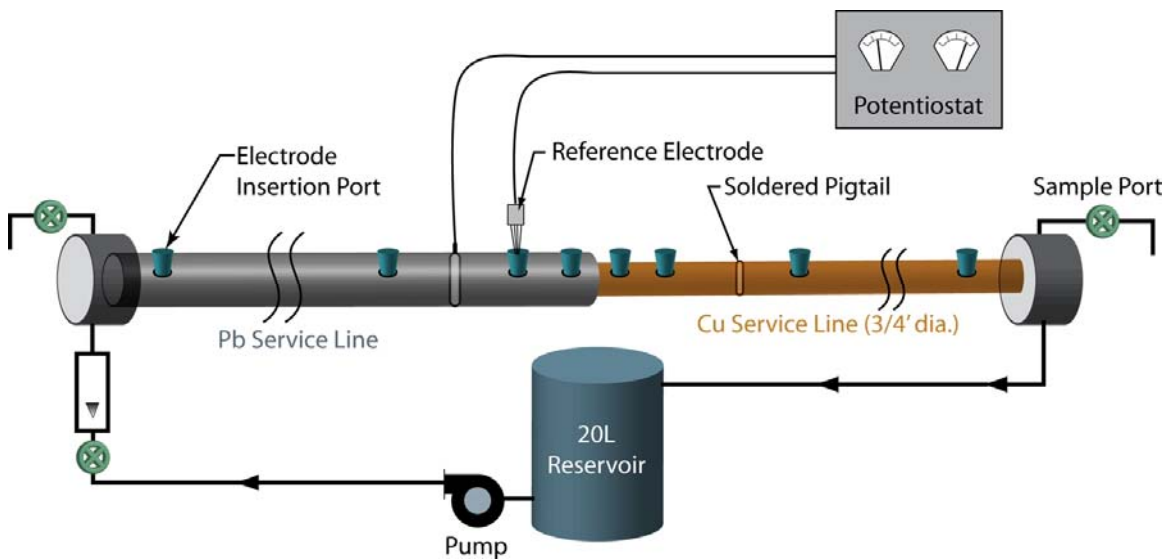 Potentiostat
Electrode
Insertion Port
Reference Electrode
Soldered Pigtail
Sample Port
Pb Service Line
Cu Service Line (3/4' dia.)
20L
Reservoir
Pump